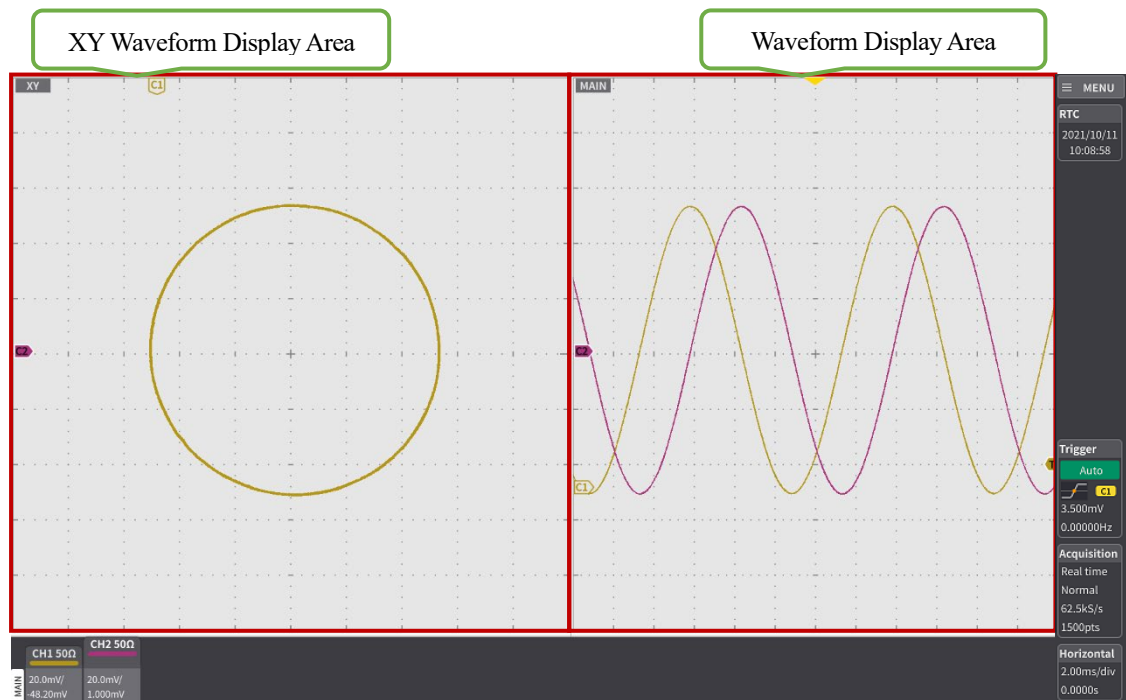 XY Waveform Display Area
Waveform Display Area
XY
C1
MAIN
MENU
RTC
2021/10/11
10:08:58
C2
C2
C1
T
Trigger
Auto
C1
3.500mV
0.00000Hz
Acquisition
Real time
Normal
62.5kS/s
1500pts
Horizontal
2.00ms/div
0.0000s
MAIN
CH1 50Ω
20.0mV/
-48.20mV
CH2 50Ω
20.0mV/
1.000mV